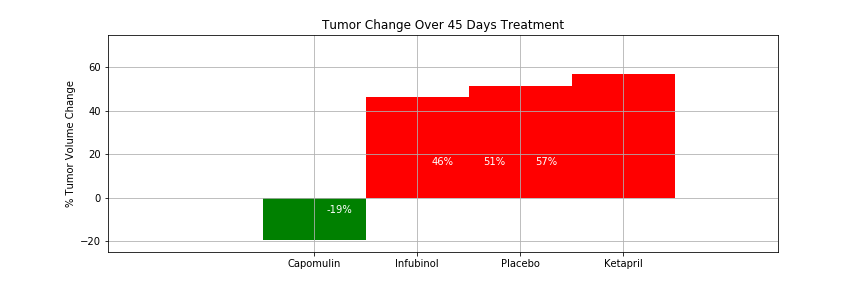 Tumor Change Over 45 Days Treatment
% Tumor Volume Change
60
40
20
0
−20
46% 51% 57%
-19%
Capomulin Infubinol Placebo Ketapril